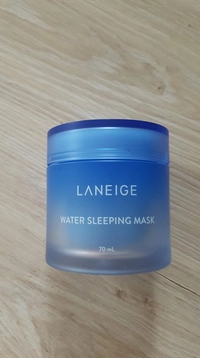 LANEIGE
WATER SLEEPING MASK
70 mL